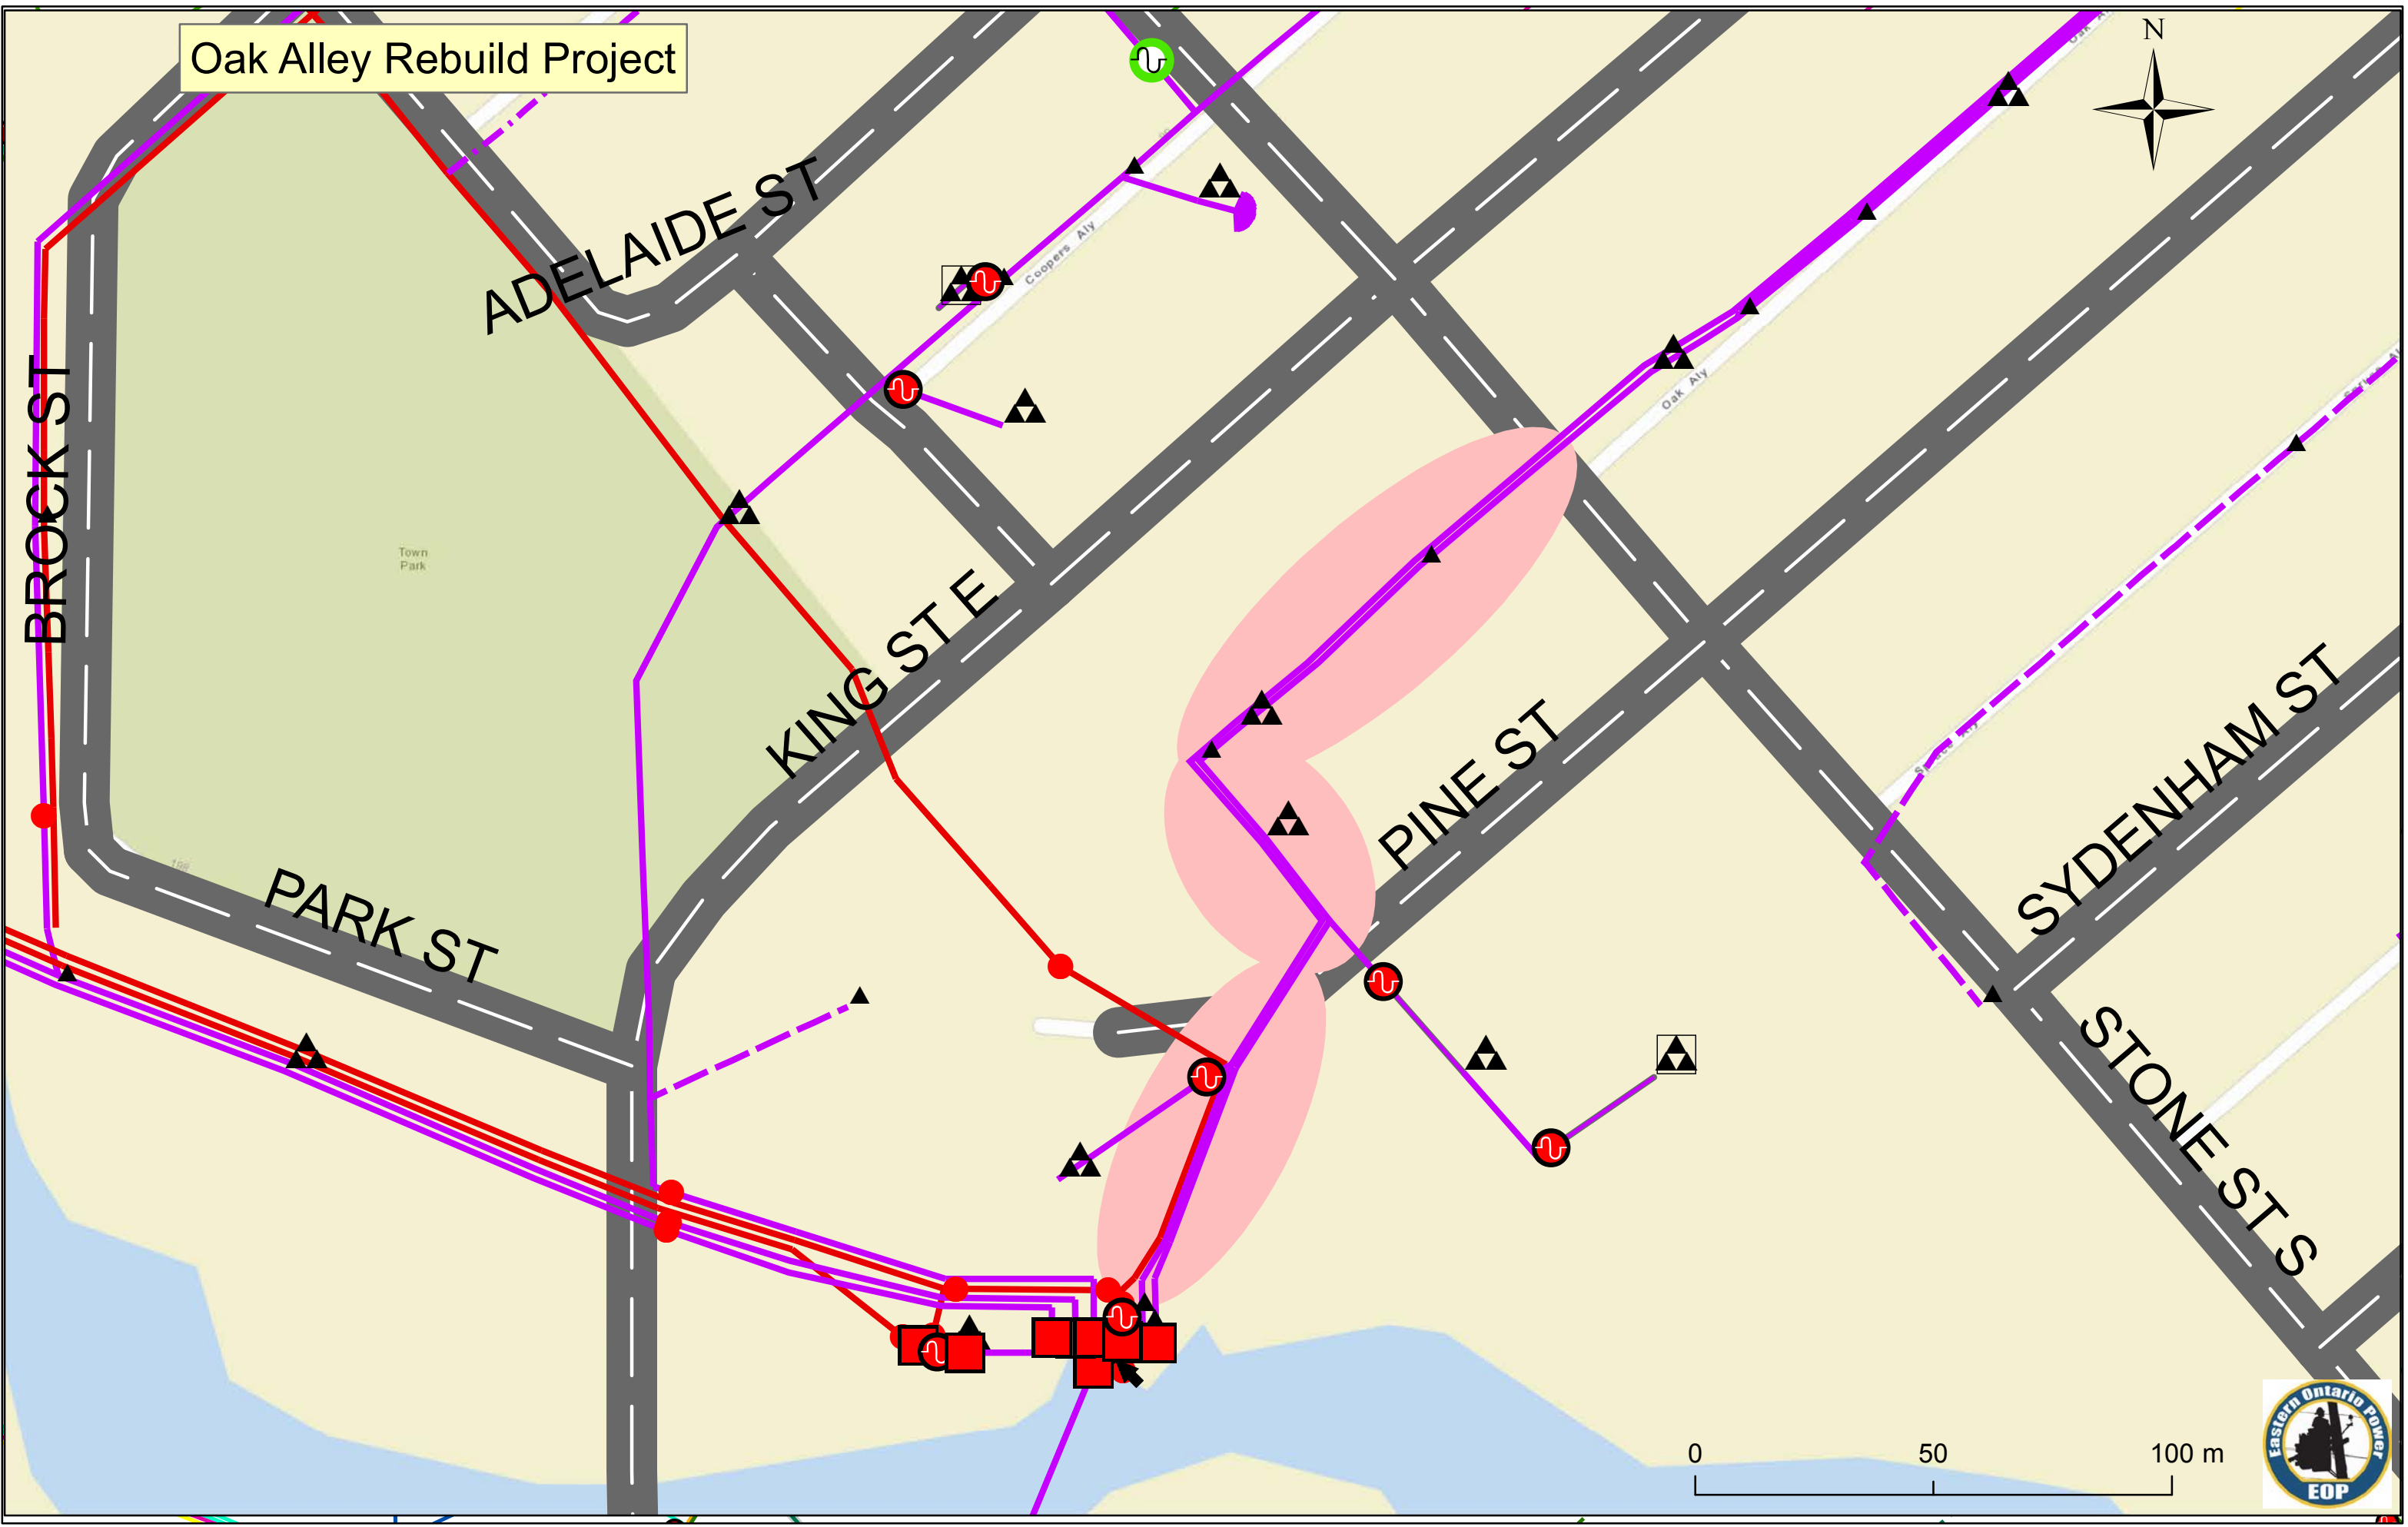 Oak Alley Rebuild Project
N
Oak
ADELAIDE ST
Coopers Aly
BROCK ST
Oak Aly
Town
Park
KING ST E
PINE ST
SYDENHAM ST
PARK ST
STONE ST S
0 50 100 m
Eastern Ontario Power
EOP